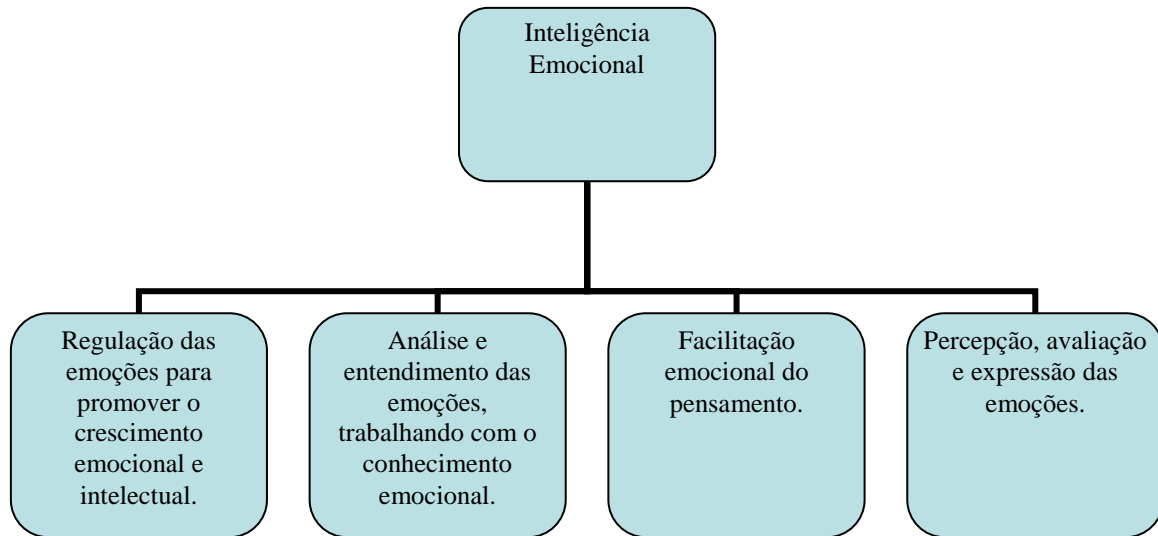 Inteligência
Emocional
Regulação das
emoções para
promover o
crescimento
emocional e
intelectual.
Análise e
entendimento das
emoções,
trabalhando com o
conhecimento
emocional.
Facilitação
emocional do
pensamento.
Percepção, avaliação
e expressão das
emoções.